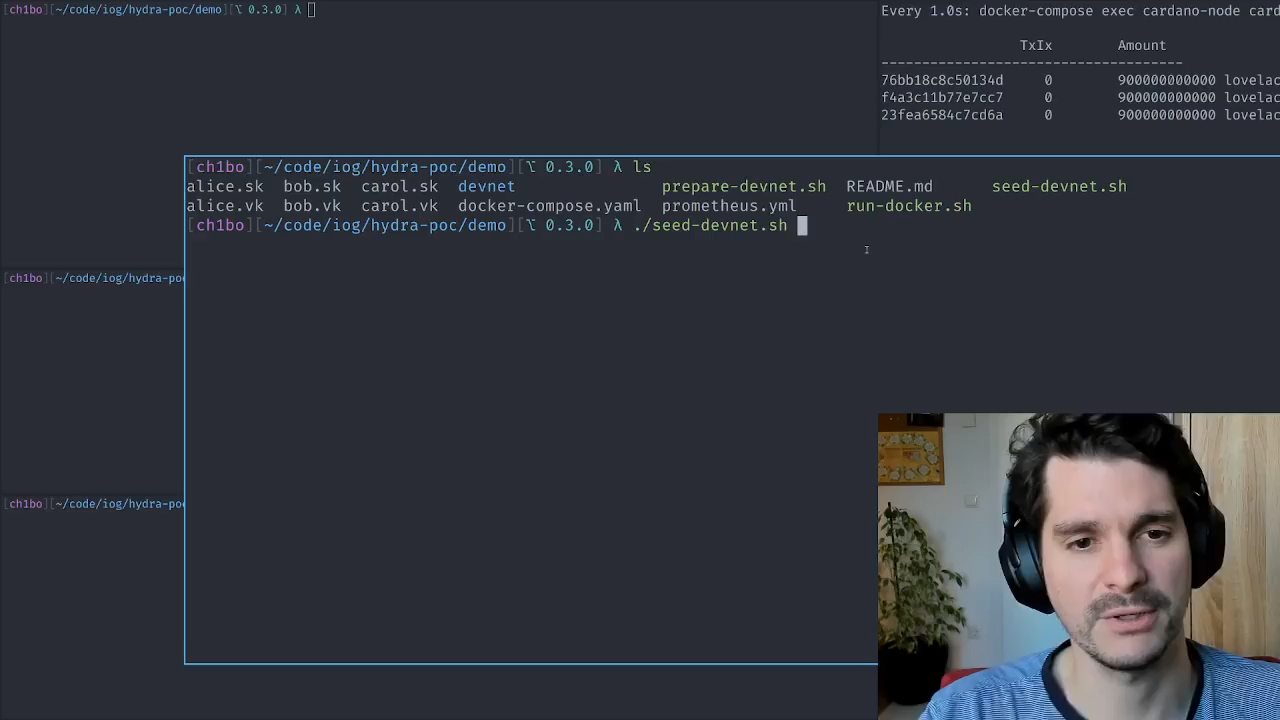 [ch1bo][~/code/iog/hydra-poc/demo][⌥ 0.3.0] λ
Every 1.0s: docker-compose exec cardano-node card
TxIx Amount
--------------------------------------
76bb18c8c50134d 0 900000000000 lovelac
f4a3c11b77e7cc7 0 900000000000 lovelac
23fea6584c7cd6a 0 900000000000 lovelac
[ch1bo][~/code/iog/hydra-poc/demo][⌥ 0.3.0] λ ls
alice.sk bob.sk carol.sk devnet prepare-devnet.sh README.md seed-devnet.sh
alice.vk bob.vk carol.vk docker-compose.yaml prometheus.yml run-docker.sh
[ch1bo][~/code/iog/hydra-poc/demo][⌥ 0.3.0] λ ./seed-devnet.sh
[ch1bo][~/code/iog/hydra-poc
[ch1bo][~/code/iog/hydra-poc